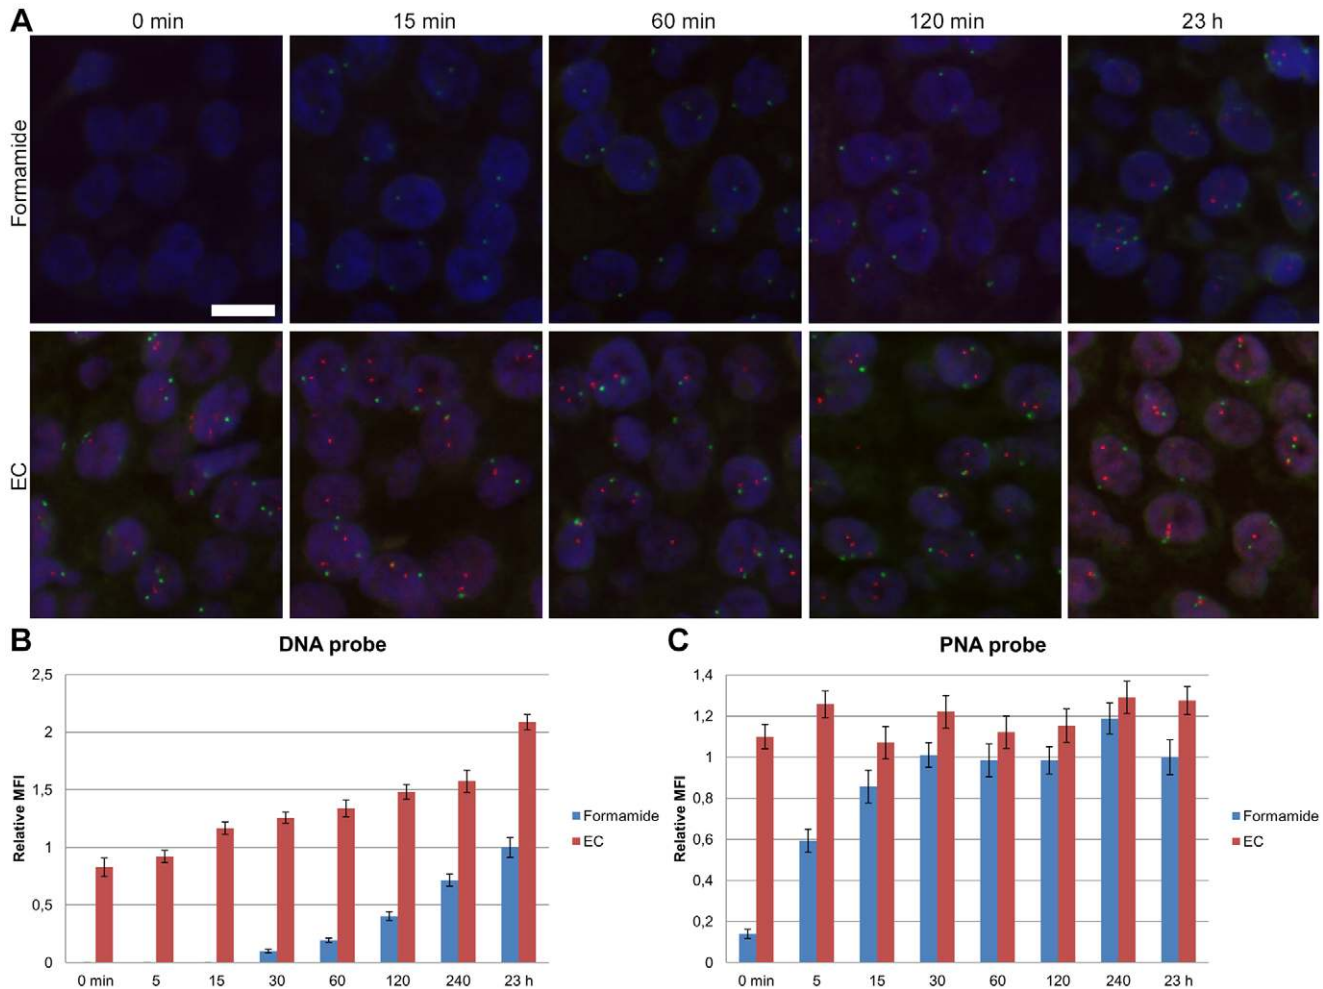 A
0 min 15 min 60 min 120 min 23 h
Formamide
EC
B
DNA probe
2,5
2
1,5
1
0,5
0
Relative MFI
0 min 5 15 30 60 120 240 23 h
Formamide
EC
C
PNA probe
1,4
1,2
1
0,8
0,6
0,4
0,2
0
Relative MFI
0 min 5 15 30 60 120 240 23 h
Formamide
EC